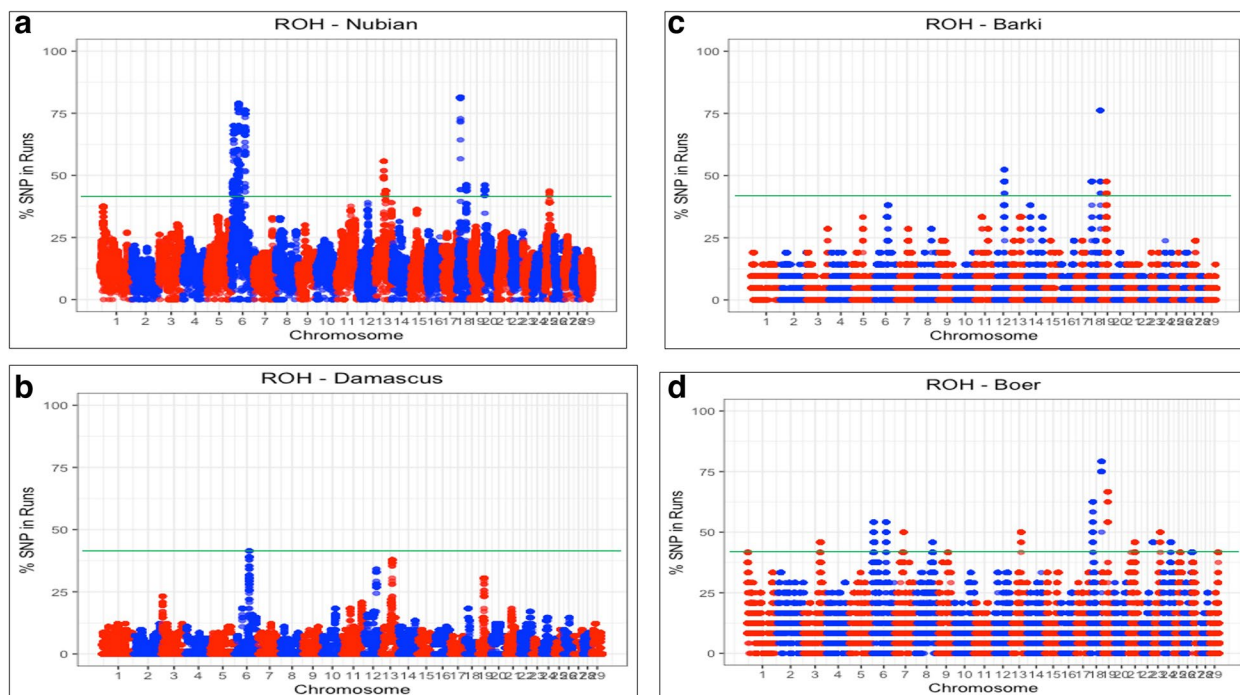 a
ROH - Nubian
% SNP in Runs
100
75
50
25
0
1 2 3 4 5 6 7 8 9 10 11 12 13 14 15 16 17 18 19 20 21 22 23 24 25 26 27 28 29
Chromosome
b
ROH - Damascus
% SNP in Runs
100
75
50
25
0
1 2 3 4 5 6 7 8 9 10 11 12 13 14 15 16 17 18 19 20 21 22 23 24 25 26 27 28 29
Chromosome
c
ROH - Barki
% SNP in Runs
100
75
50
25
0
1 2 3 4 5 6 7 8 9 10 11 12 13 14 15 16 17 18 19 20 21 22 23 24 25 26 27 28 29
Chromosome
d
ROH - Boer
% SNP in Runs
100
75
50
25
0
1 2 3 4 5 6 7 8 9 10 11 12 13 14 15 16 17 18 19 20 21 22 23 24 25 26 27 28 29
Chromosome